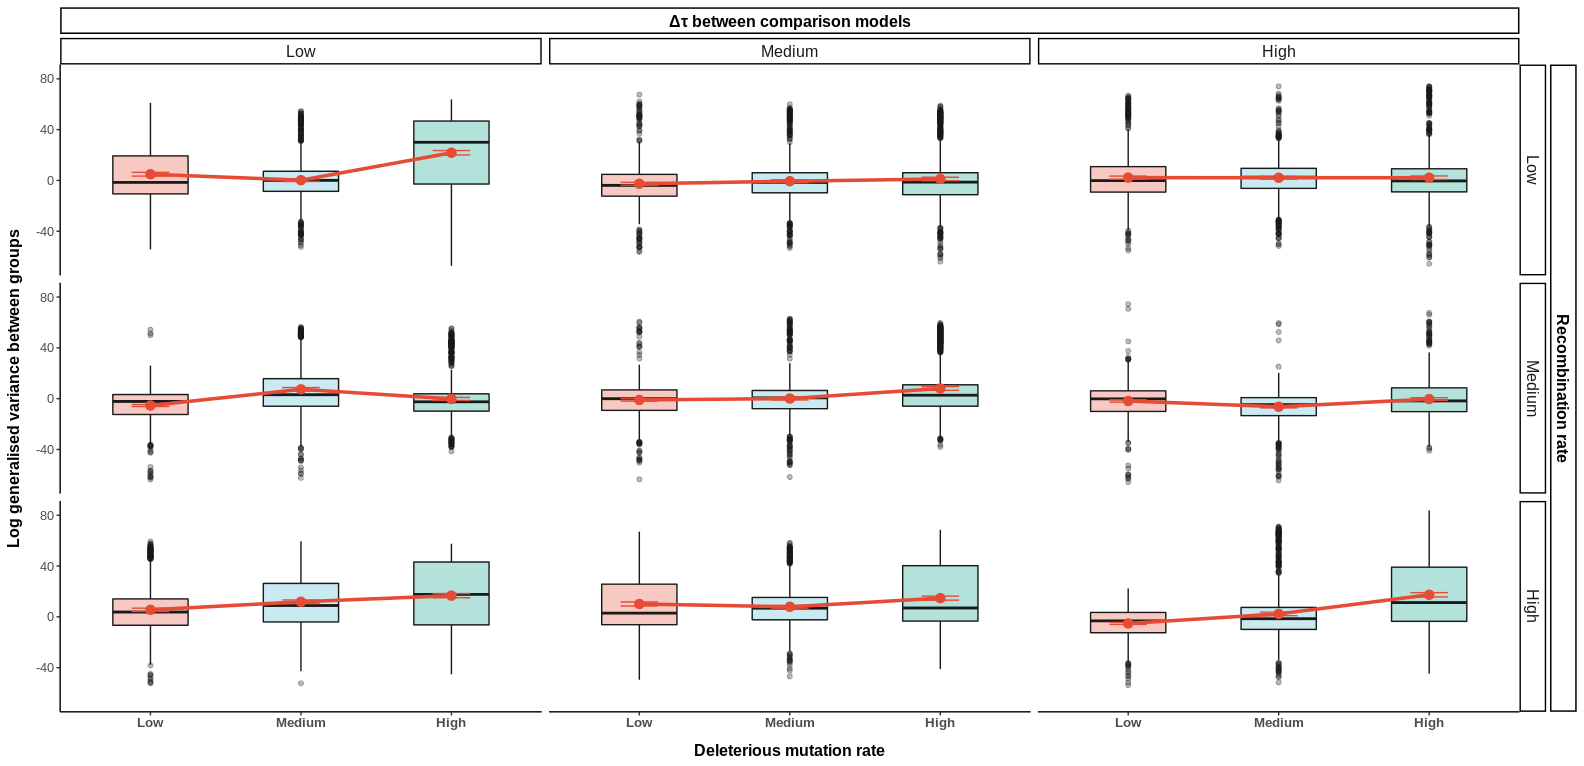 Δτ between comparison models
Low
Medium
High
80
40
0
-40
Low
80
40
0
-40
Medium
80
40
0
-40
High
Log generalised variance between groups
Recombination rate
Low
Medium
High
Low
Medium
High
Low
Medium
High
Deleterious mutation rate